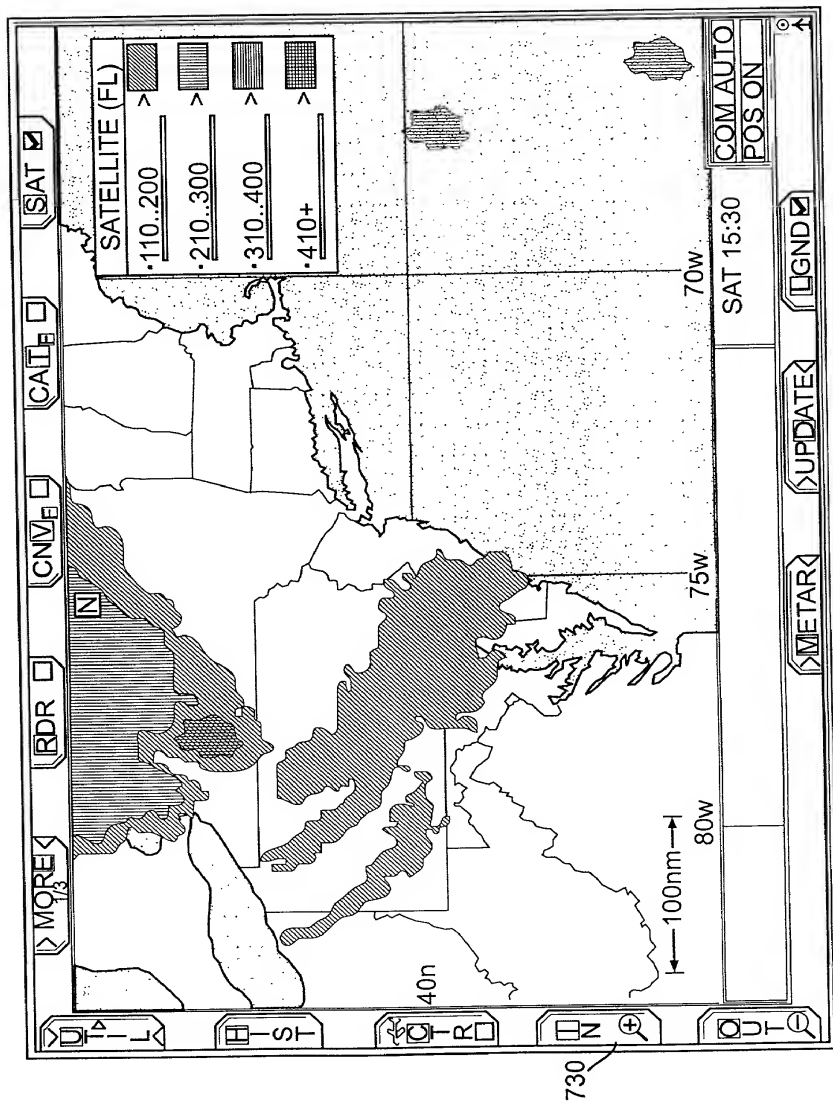 >MORE<
1/3
RDR
CNV F
CAT F
SAT
UTIL
HIST
CTR
IN
OUT
730
N
SATELLITE (FL)
·110..200 >
·210..300 >
·310..400 >
·410+ >
40n
100nm
80w
75w
70w
SAT 15:30
COM AUTO
POS ON
>METAR<
>UPDATE<
LGND